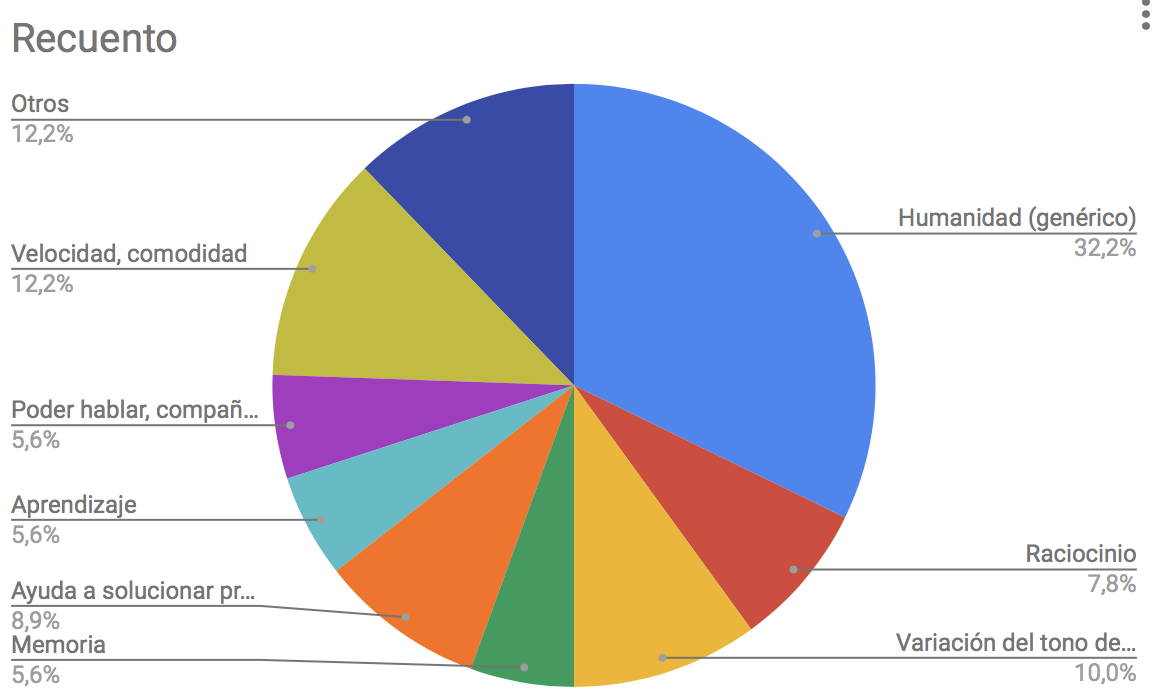 Recuento
Otros
12,2%
Velocidad, comodidad
12,2%
Poder hablar, compañ...
5,6%
Aprendizaje
5,6%
Ayuda a solucionar pr...
8,9%
Memoria
5,6%
Humanidad (genérico)
32,2%
Raciocinio
7,8%
Variación del tono de...
10,0%